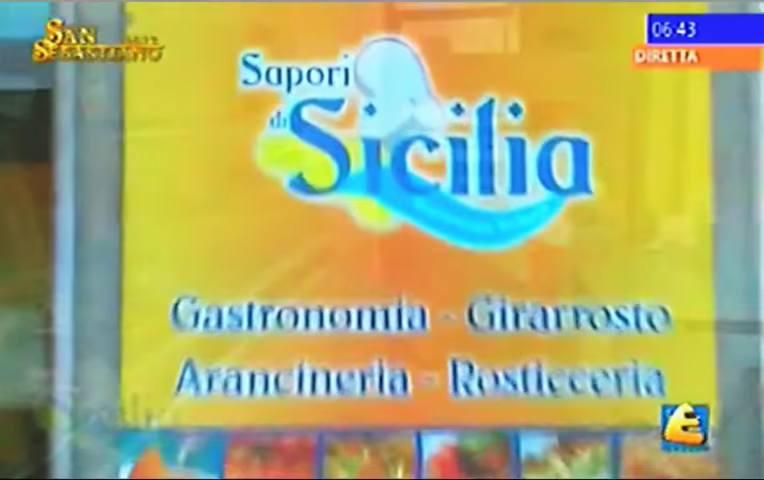 SAN SEBASTIANO
06:43
DIRETTA
Sapori
di
Sicilia
Gastronomia - Girarrosto
Arancineria - Rosticceria